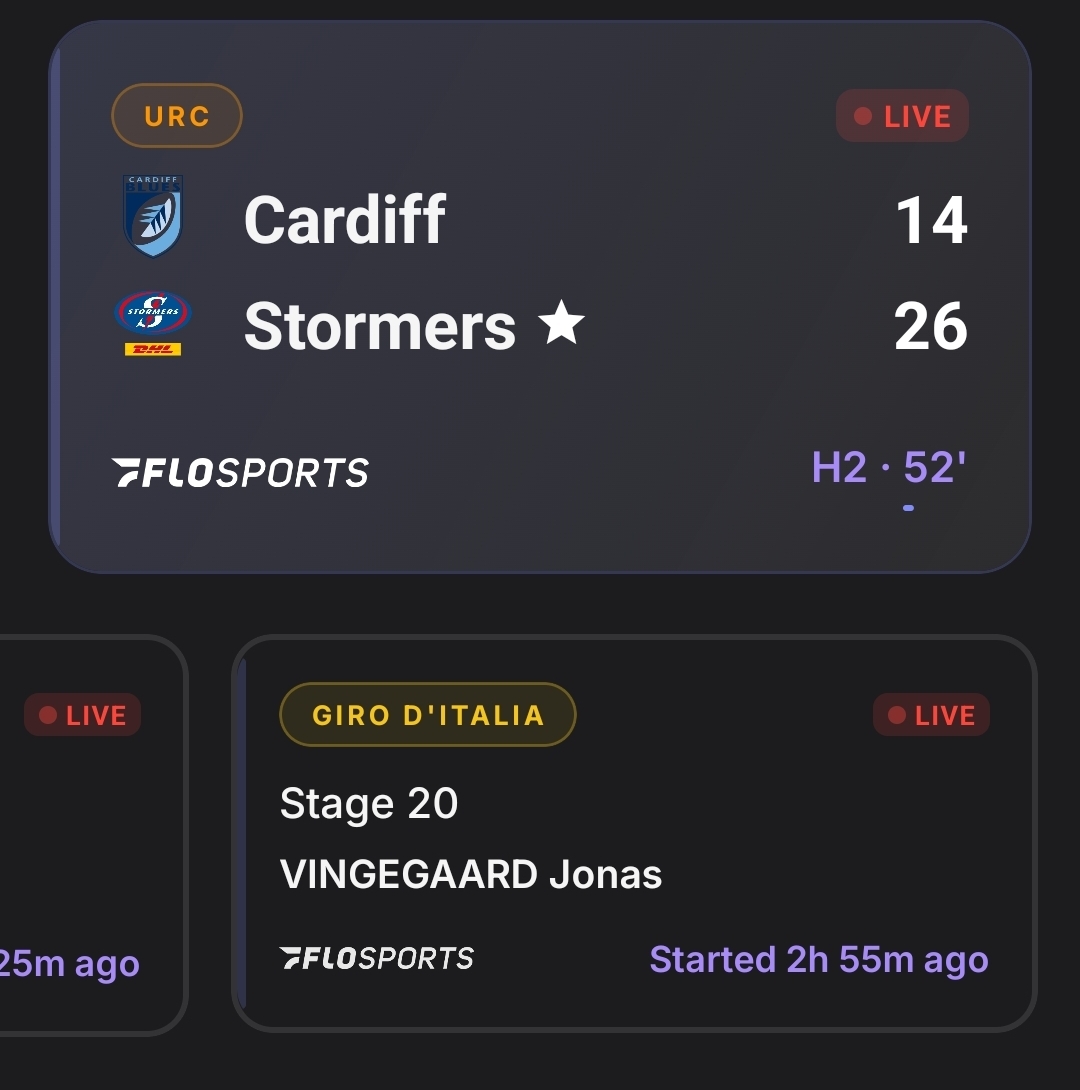 URC
LIVE
CARDIFF
BLUES
Cardiff
14
STORMERS
DHL
Stormers
26
FLOSPORTS
H2 · 52'
LIVE
25m ago
GIRO D'ITALIA
LIVE
Stage 20
VINGEGAARD Jonas
FLOSPORTS
Started 2h 55m ago